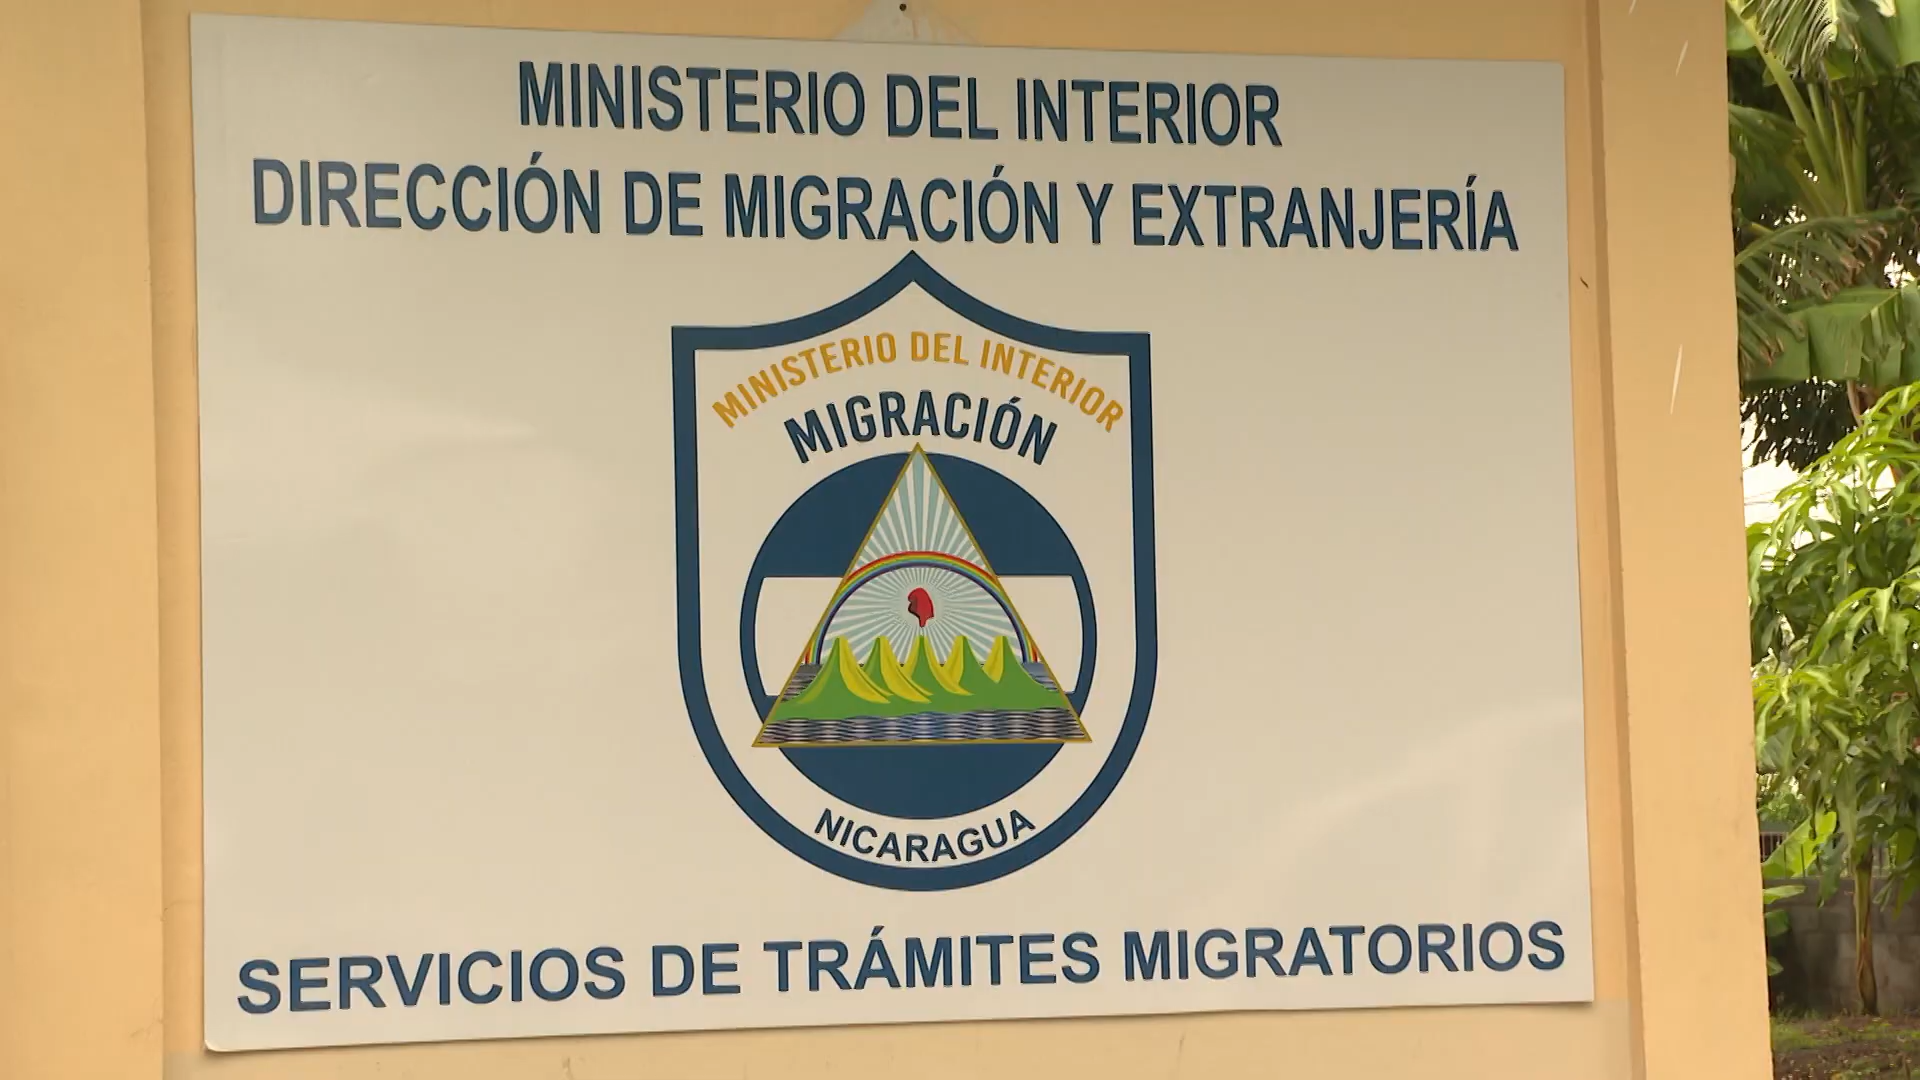 MINISTERIO DEL INTERIOR
DIRECCIÓN DE MIGRACIÓN Y EXTRANJERÍA
MINISTERIO DEL INTERIOR
MIGRACIÓN
NICARAGUA
SERVICIOS DE TRÁMITES MIGRATORIOS